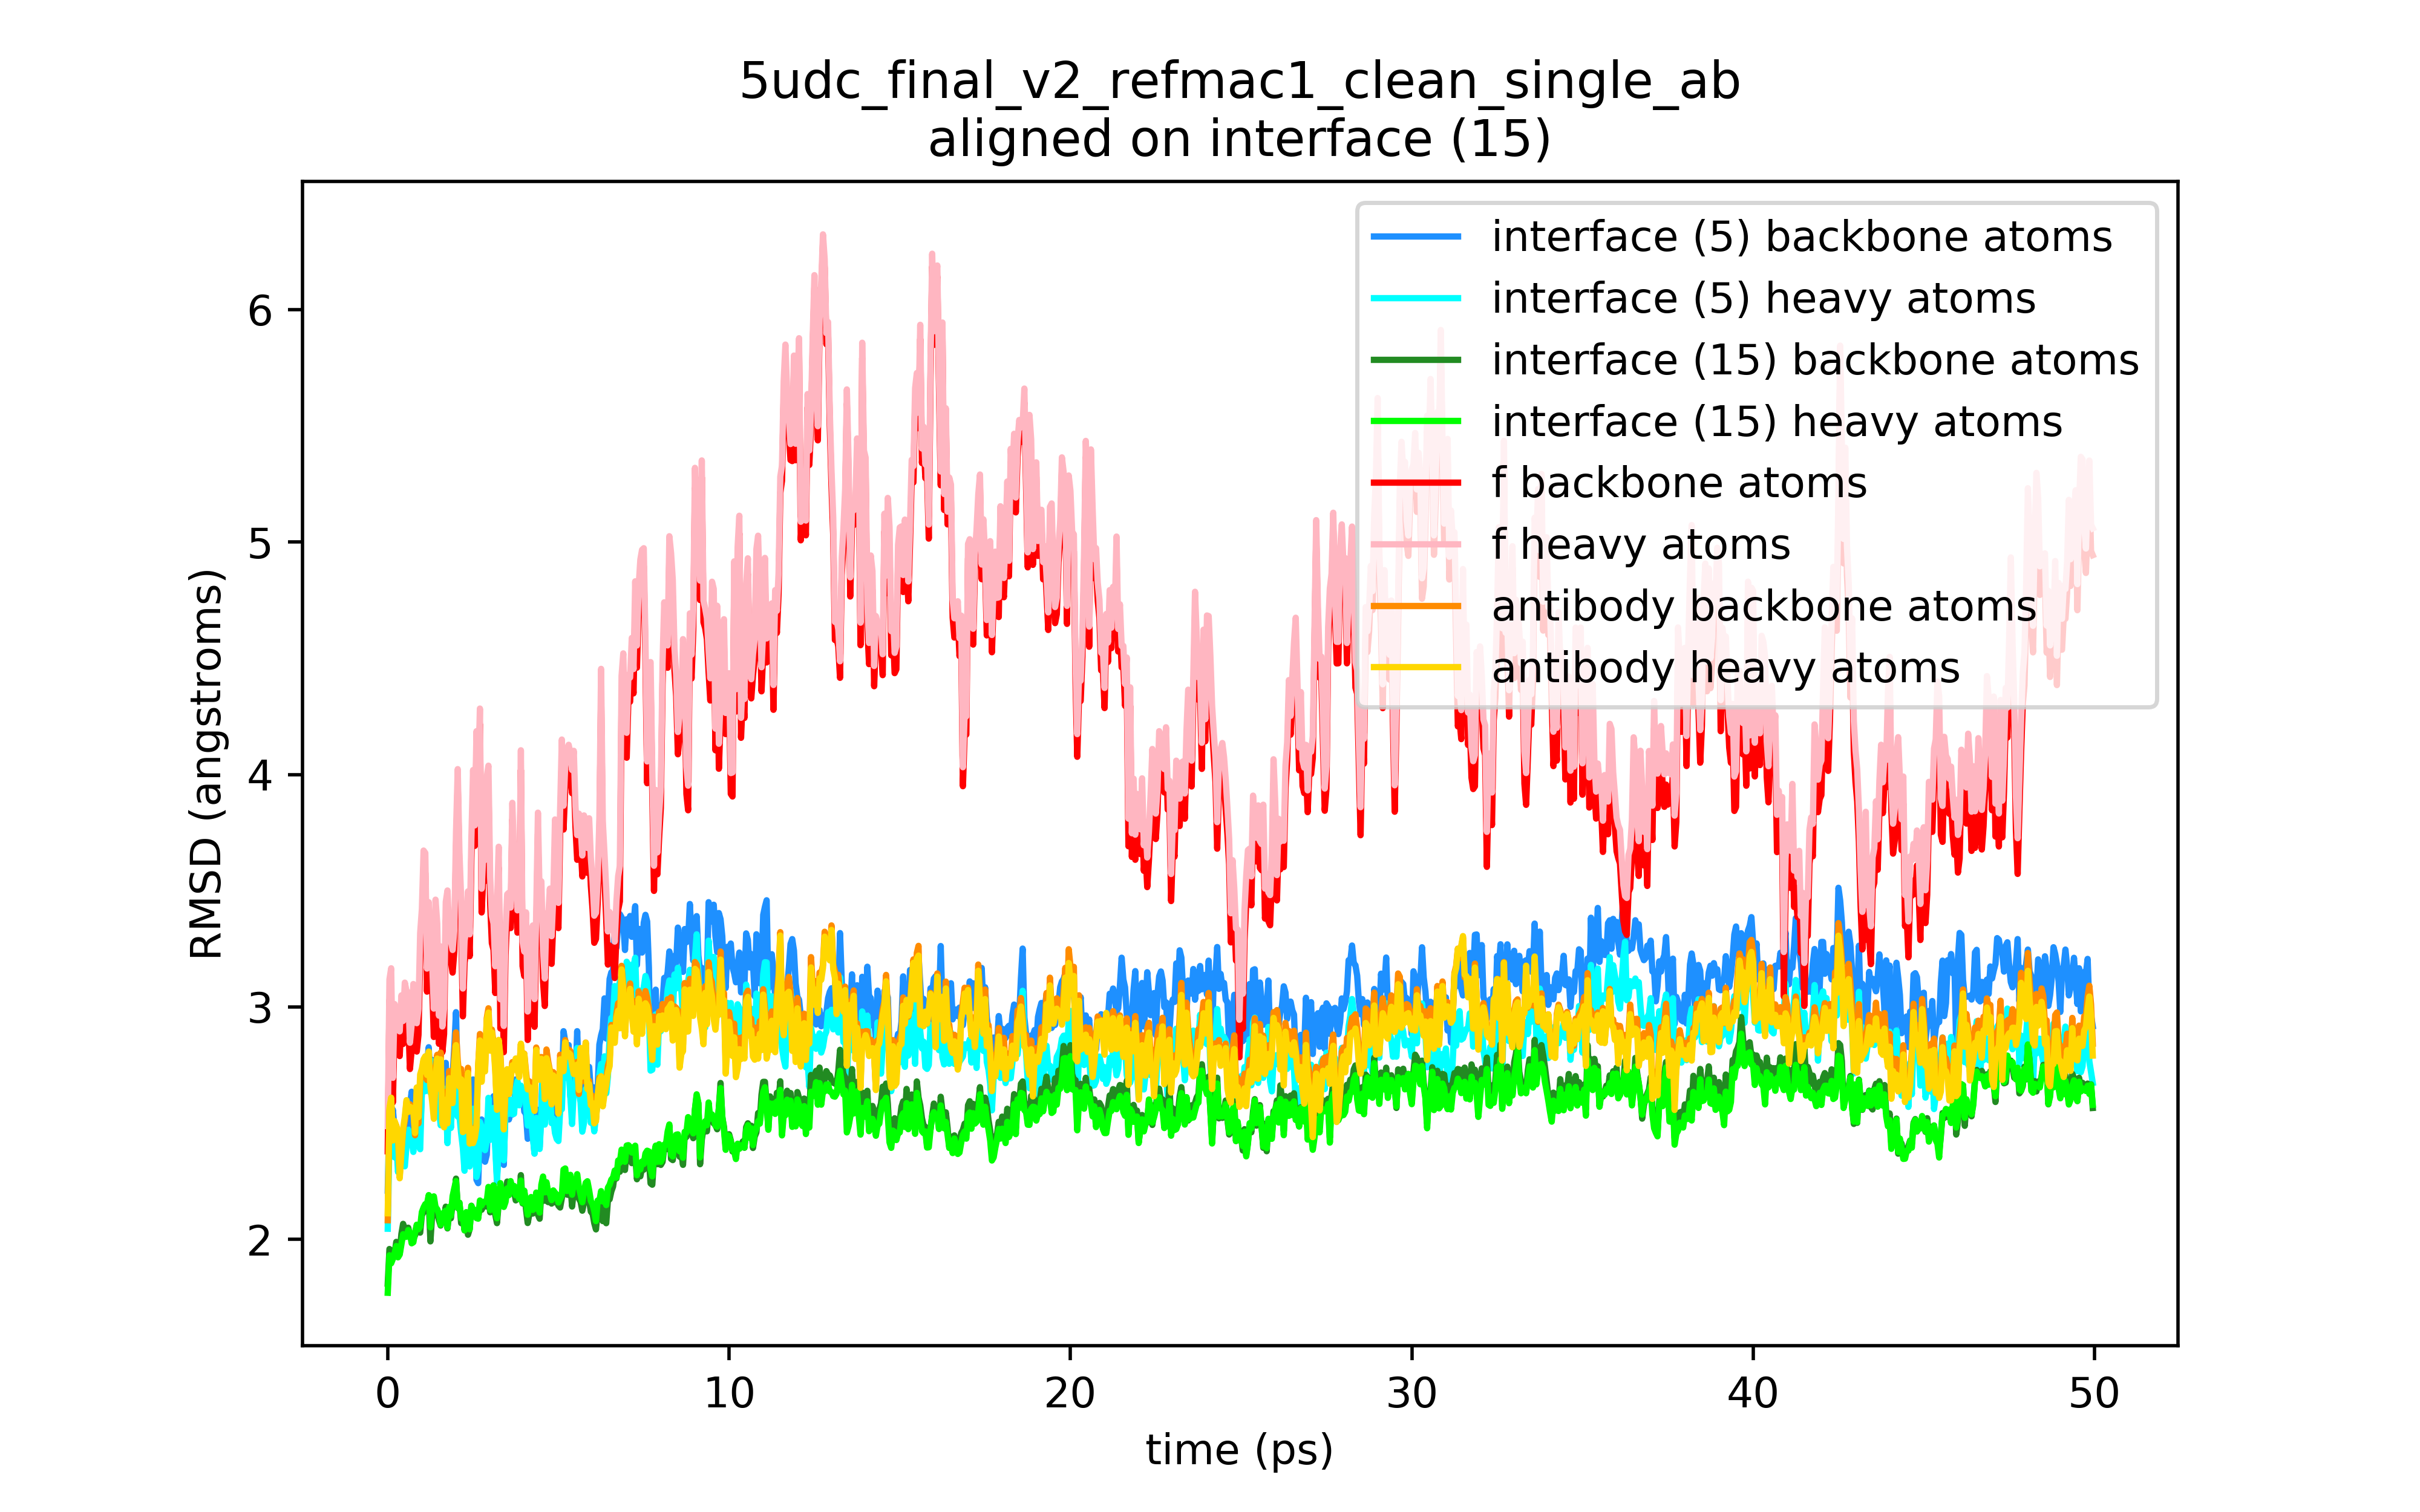 5udc_final_v2_refmac1_clean_single_ab
aligned on interface (15)
interface (5) backbone atoms
interface (5) heavy atoms
interface (15) backbone atoms
interface (15) heavy atoms
f backbone atoms
f heavy atoms
antibody backbone atoms
antibody heavy atoms
RMSD (angstroms)
6
5
4
3
2
0 10 20 30 40 50
time (ps)